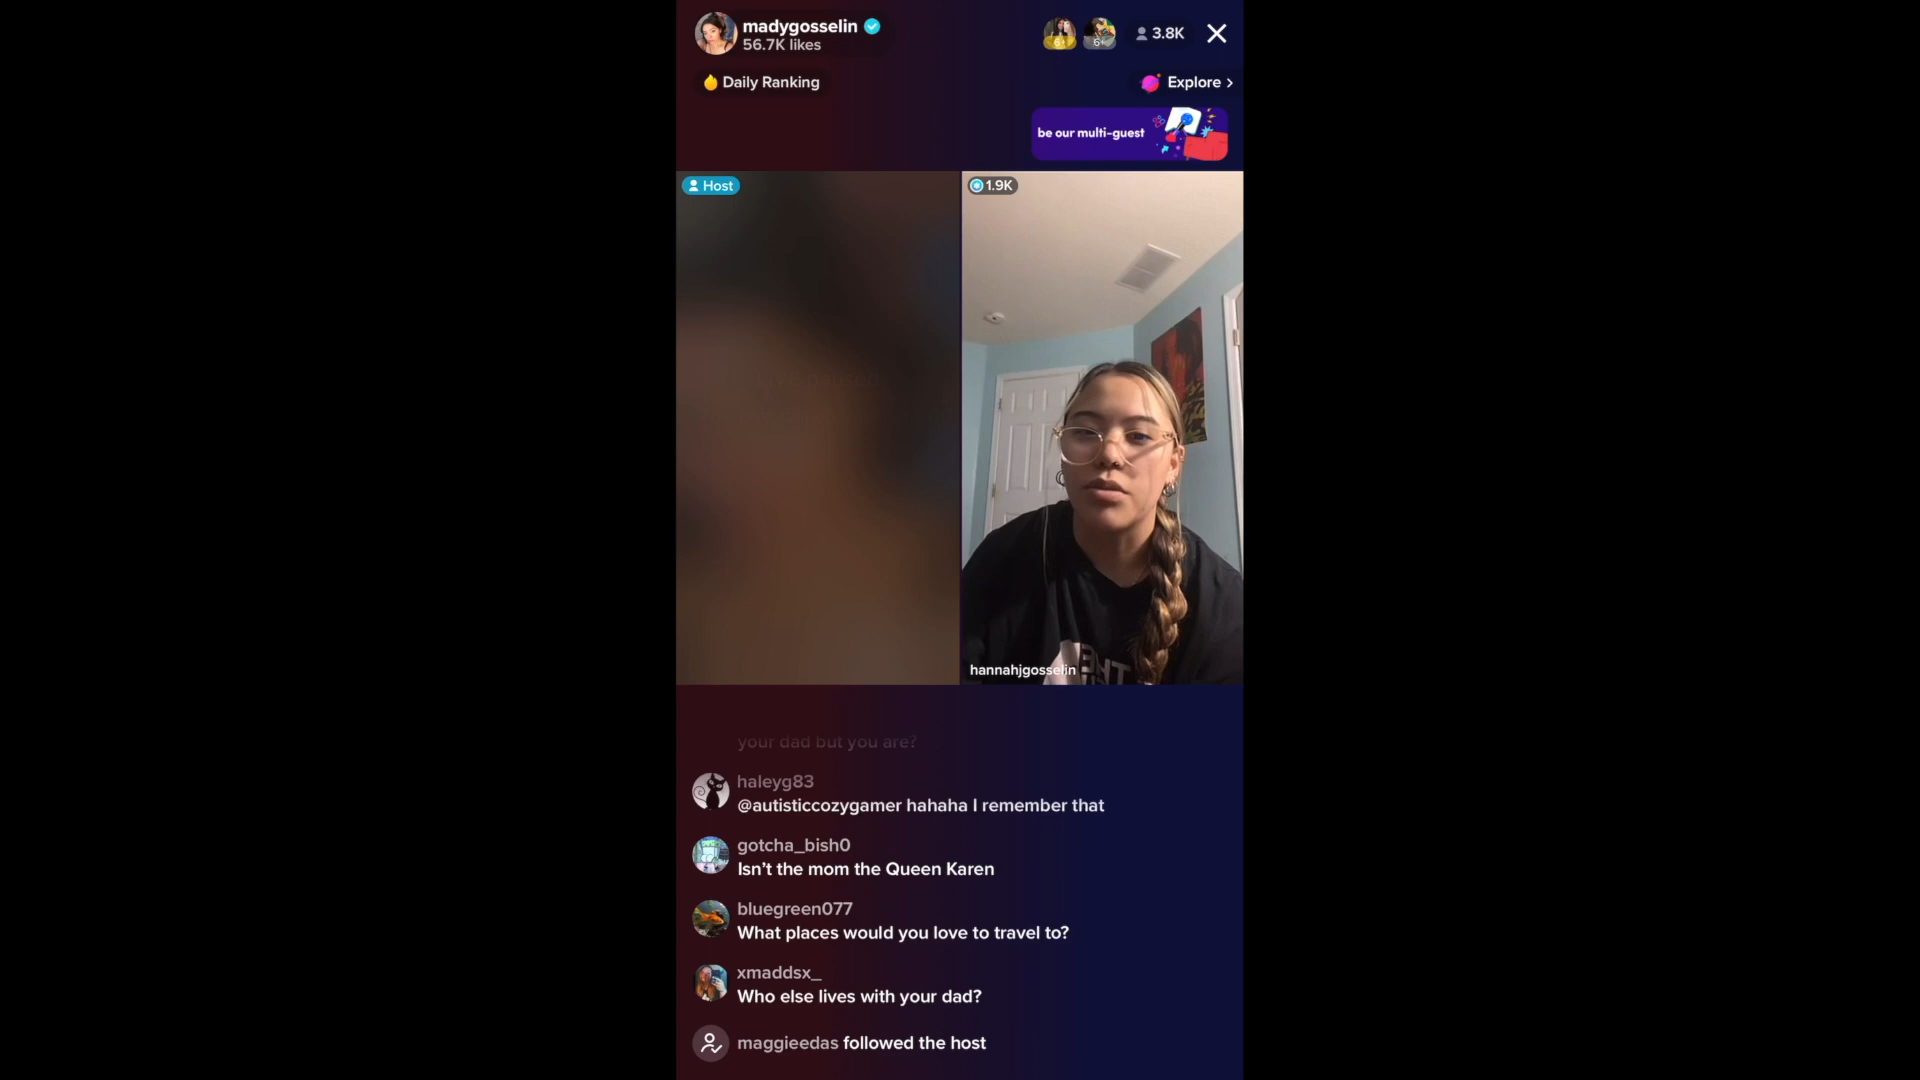 madygosselin
56.7K likes
6+
6+
3.8K
Daily Ranking
Explore >
be our multi-guest
Host
1.9K
hannahjgosselin
your dad but you are?
haleyg83
@autisticcozygamer hahaha I remember that
gotcha_bish0
Isn't the mom the Queen Karen
bluegreen077
What places would you love to travel to?
xmaddsx_
Who else lives with your dad?
maggieedas followed the host